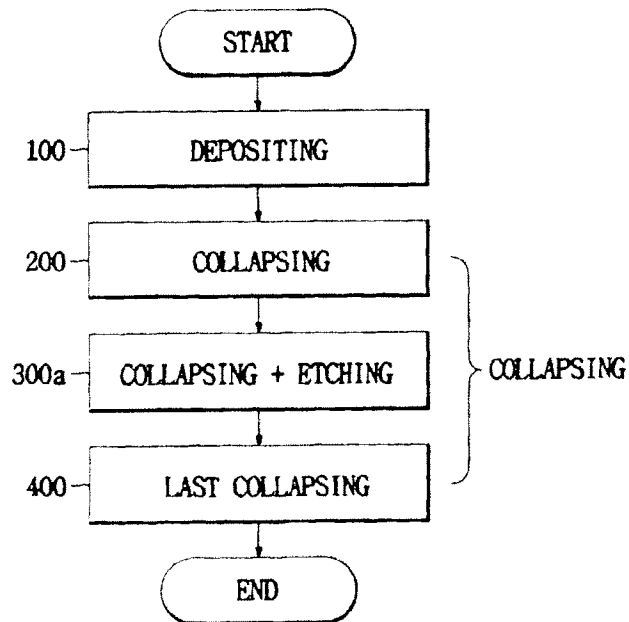 START
100 DEPOSITING
200 COLLAPSING
300a COLLAPSING + ETCHING
COLLAPSING
400 LAST COLLAPSING
END